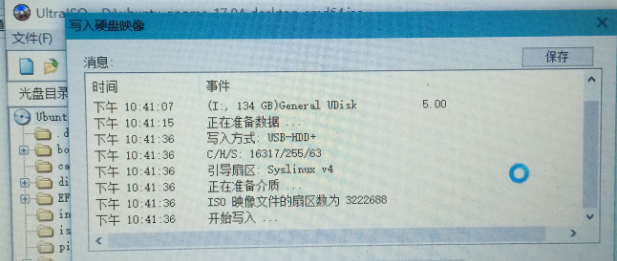 UltraISO - D:\ubuntu-gnome-17.04-desktop-amd64.iso
写入硬盘映像
文件(F)
消息:
保存
时间 事件
下午 10:41:07 (I:, 134 GB)General UDisk 5.00
下午 10:41:15 正在准备数据 ...
下午 10:41:36 写入方式: USB-HDD+
下午 10:41:36 C/H/S: 16317/255/63
下午 10:41:36 引导扇区: Syslinux v4
下午 10:41:36 正在准备介质 ...
下午 10:41:36 ISO 映像文件的扇区数为 3222688
下午 10:41:36 开始写入 ...
光盘目录
Ubunt
.d
bo
ca
di
EF
in
is
pi